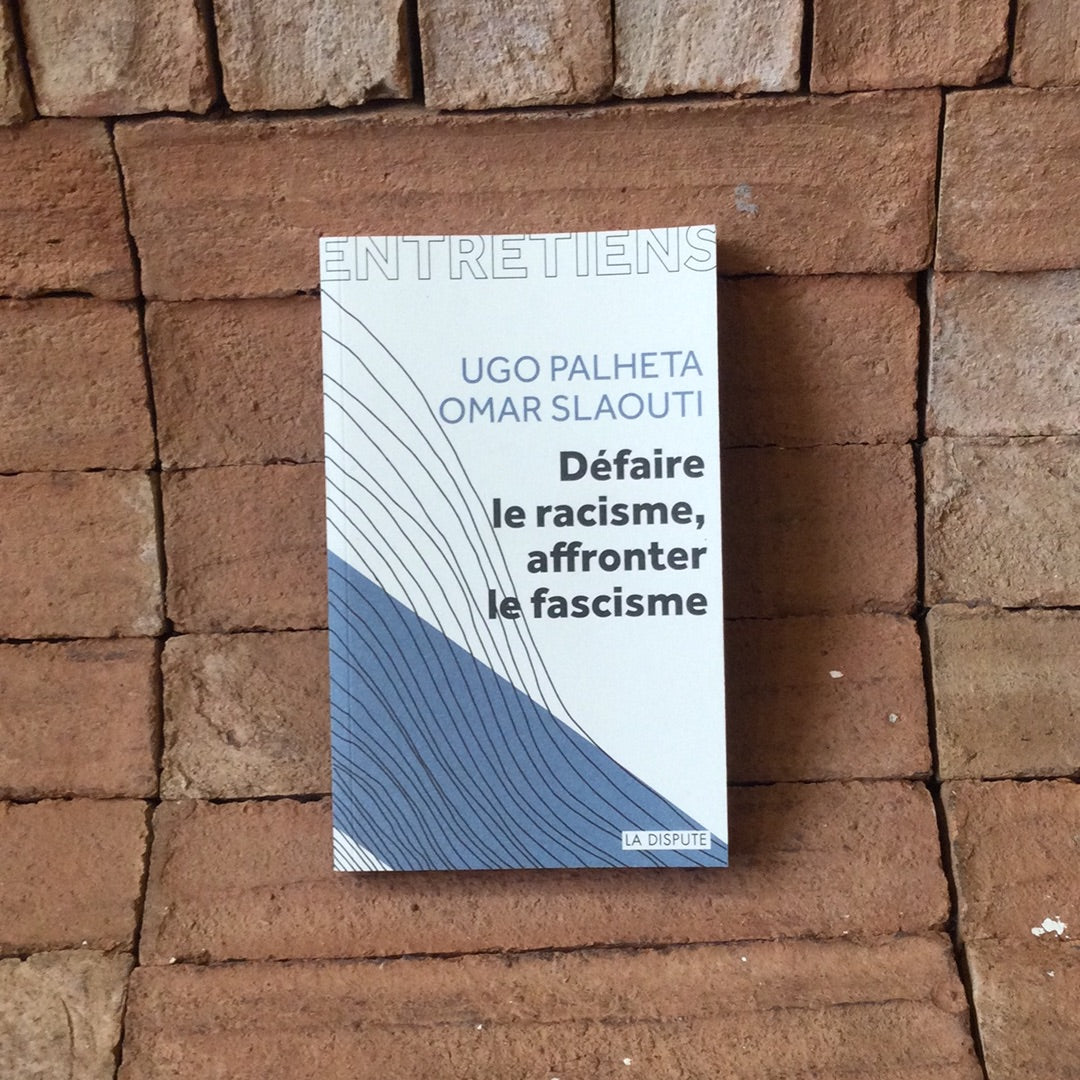 ENTRETIENS
UGO PALHETA
OMAR SLAOUTI
Défaire
le racisme,
affronter
le fascisme
LA DISPUTE